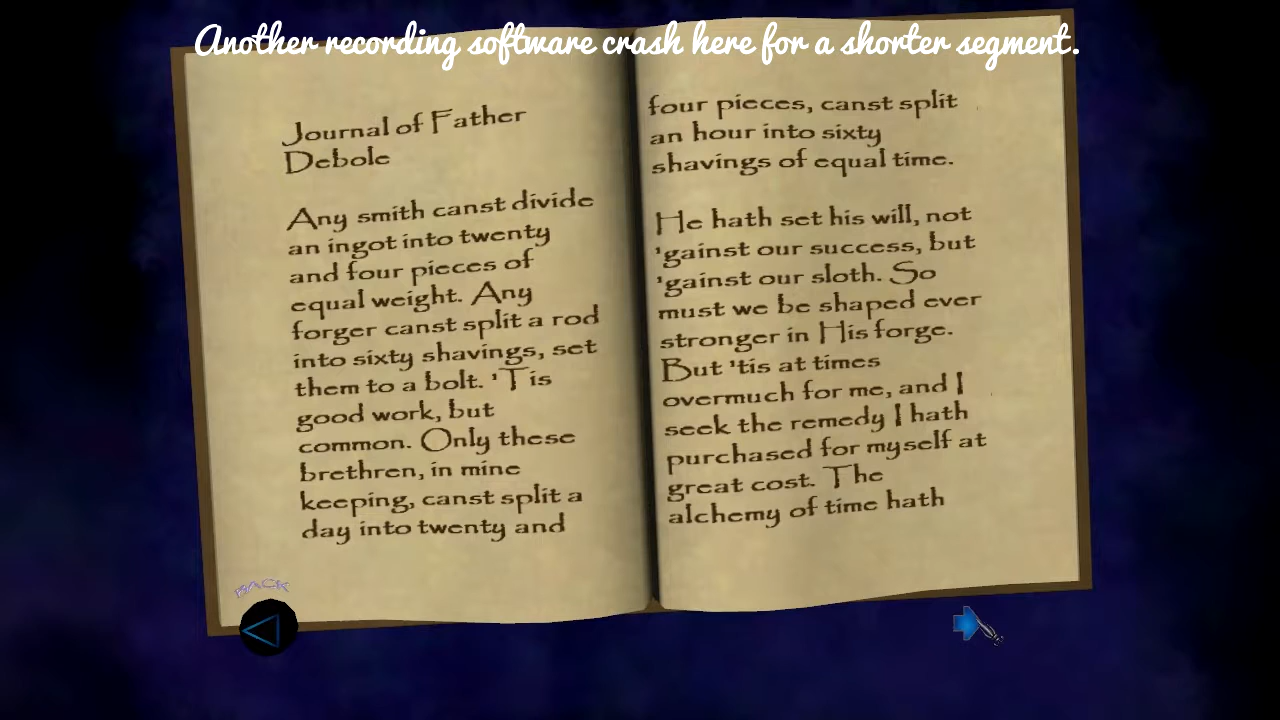 Another recording software crash here for a shorter segment.
Journal of Father
Debole
Any smith canst divide
an ingot into twenty
and four pieces of
equal weight. Any
forger canst split a rod
into sixty shavings, set
them to a bolt. 'Tis
good work, but
common. Only these
brethren, in mine
keeping, canst split a
day into twenty and
four pieces, canst split
an hour into sixty
shavings of equal time.
He hath set his will, not
'gainst our success, but
'gainst our sloth. So
must we be shaped ever
stronger in His forge.
But 'tis at times
overmuch for me, and I
seek the remedy I hath
purchased for myself at
great cost. The
alchemy of time hath
BACK